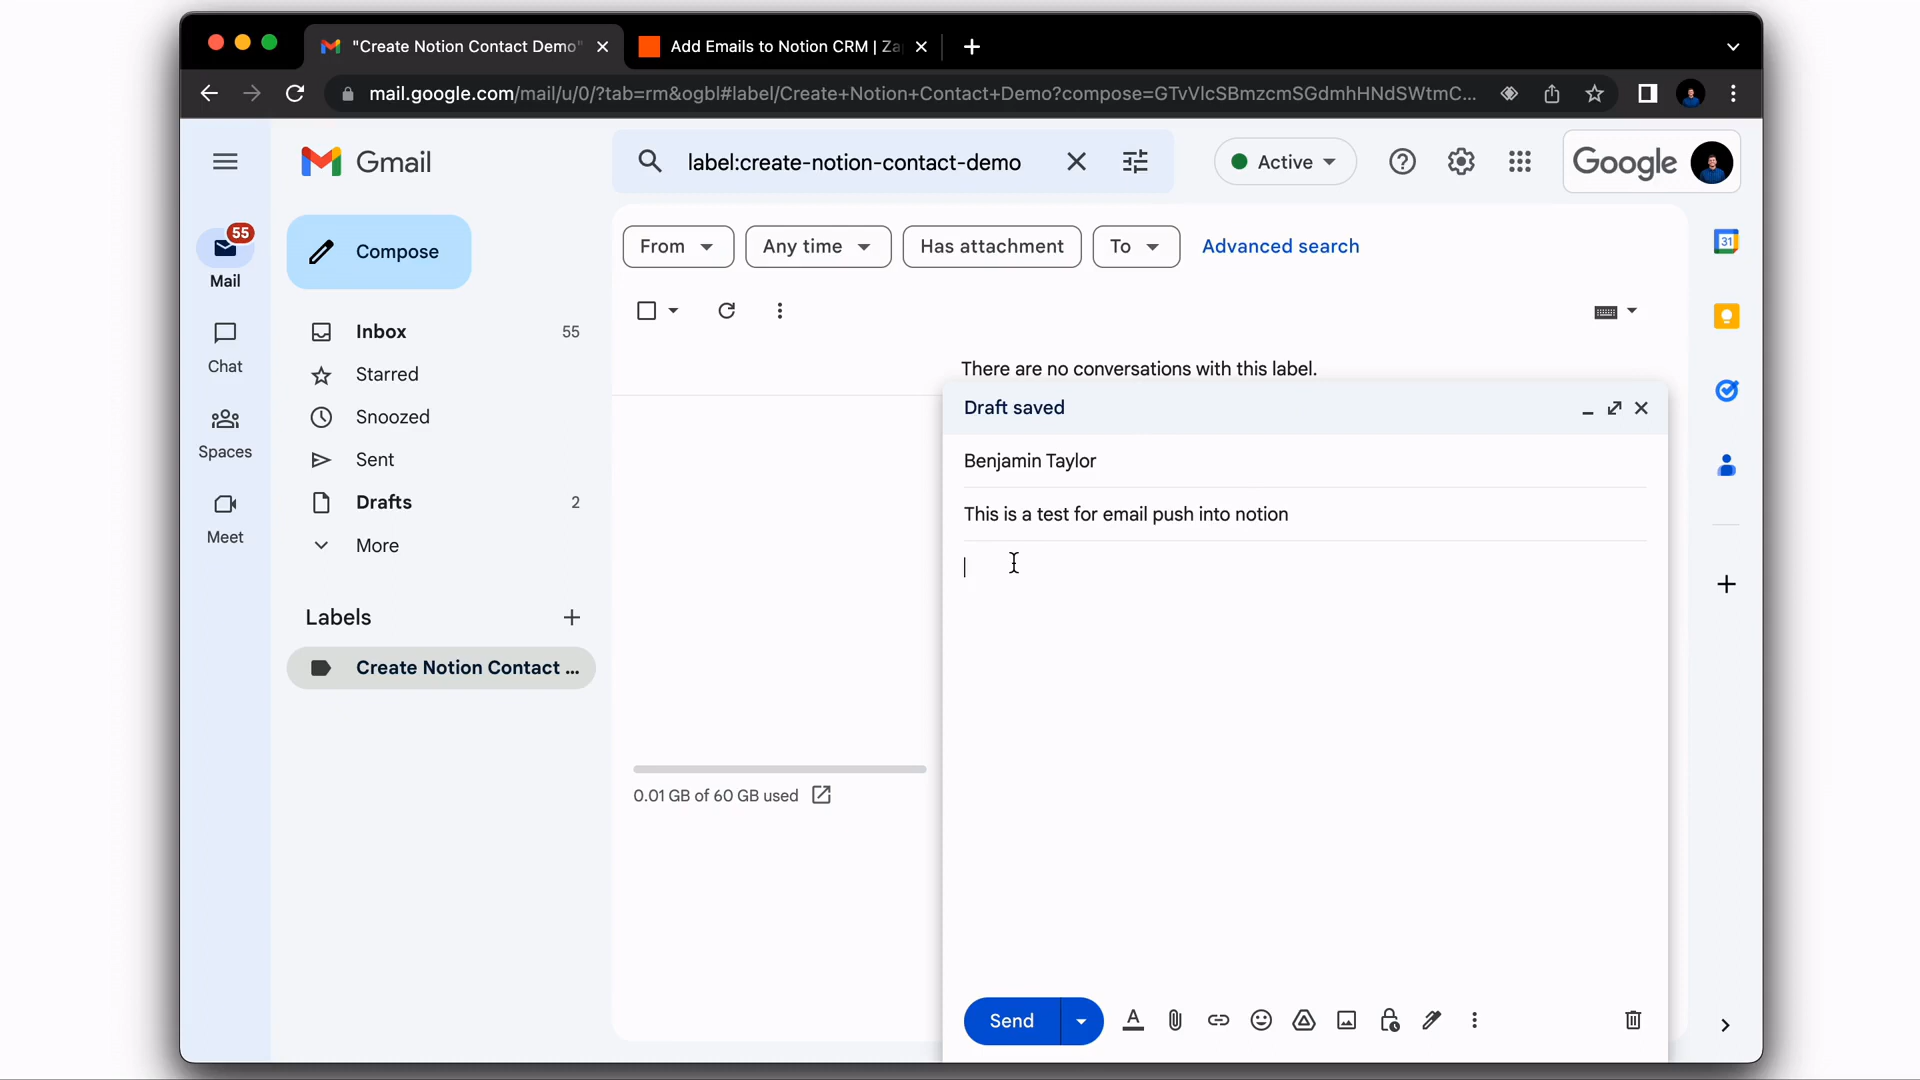 "Create Notion Contact Demo"
Add Emails to Notion CRM | Za
mail.google.com/mail/u/0/?tab=rm&ogbl#label/Create+Notion+Contact+Demo?compose=GTvVlcSBmzcmSGdmhHNdSWtmC...
Gmail
label:create-notion-contact-demo
Active
Google
55
Mail
Chat
Spaces
Meet
Compose
Inbox 55
Starred
Snoozed
Sent
Drafts 2
More
Labels
Create Notion Contact ...
From
Any time
Has attachment
To
Advanced search
There are no conversations with this label.
0.01 GB of 60 GB used
Draft saved
Benjamin Taylor
This is a test for email push into notion
Send
31